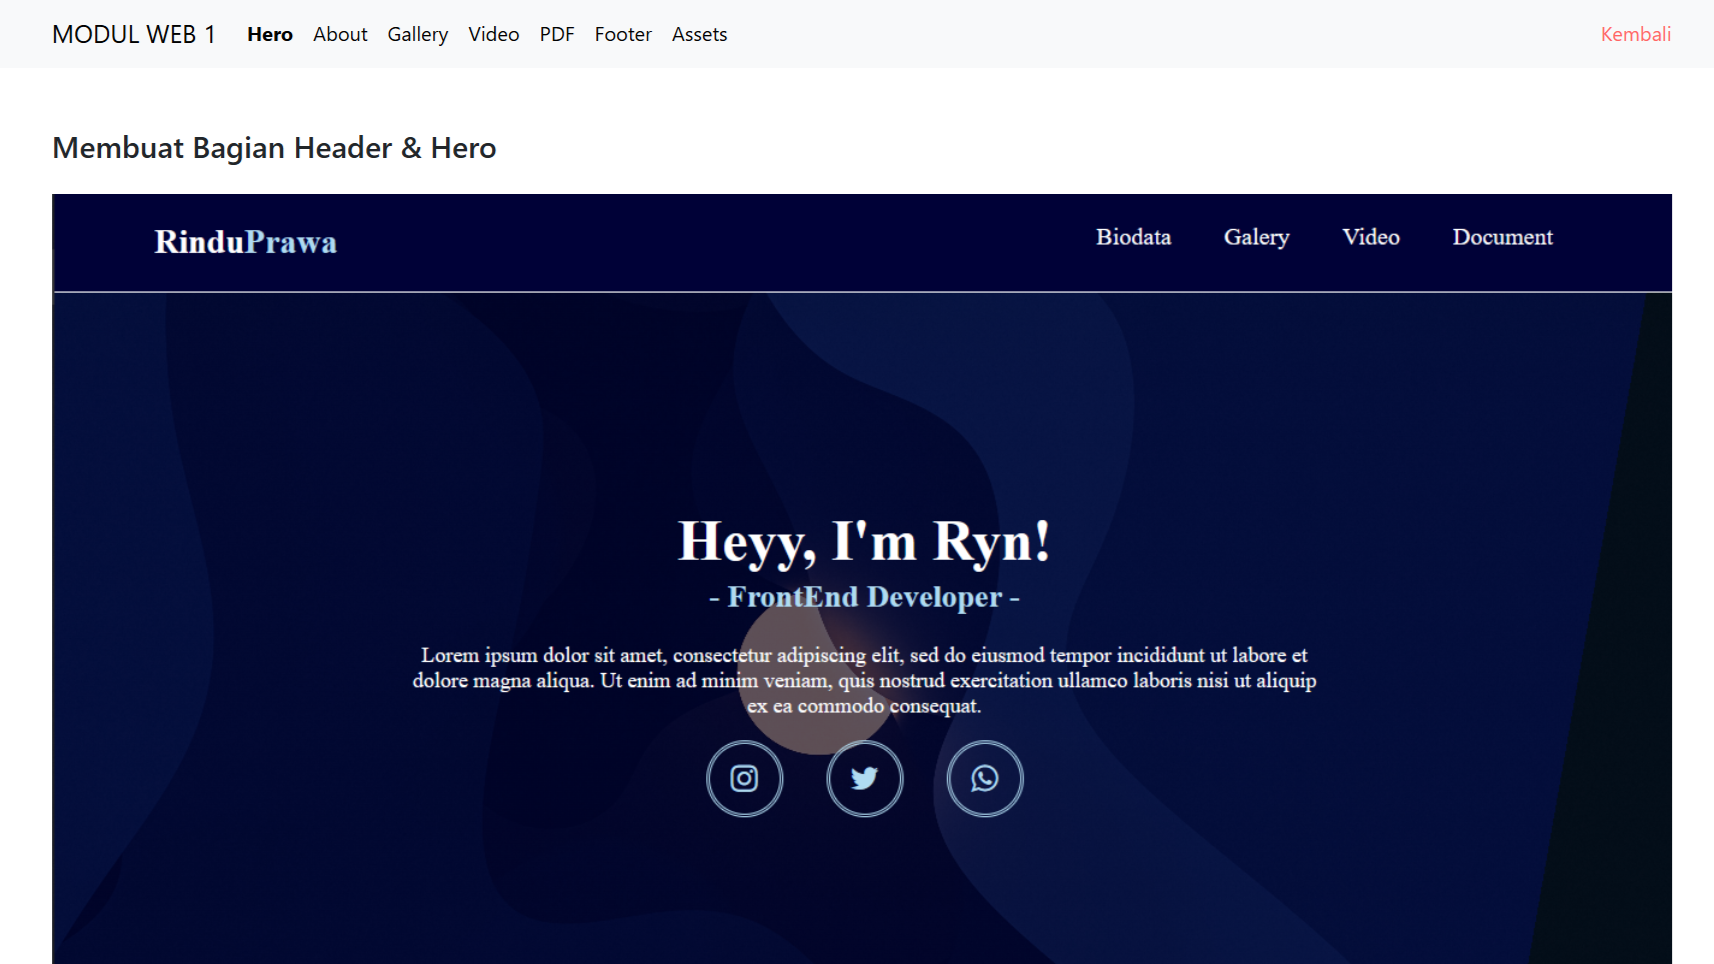 MODUL WEB 1 Hero About Gallery Video PDF Footer Assets Kembali
Membuat Bagian Header & Hero
RinduPrawa Biodata Galery Video Document
Heyy, I'm Ryn!
- FrontEnd Developer -
Lorem ipsum dolor sit amet, consectetur adipiscing elit, sed do eiusmod tempor incididunt ut labore et
dolore magna aliqua. Ut enim ad minim veniam, quis nostrud exercitation ullamco laboris nisi ut aliquip
ex ea commodo consequat.